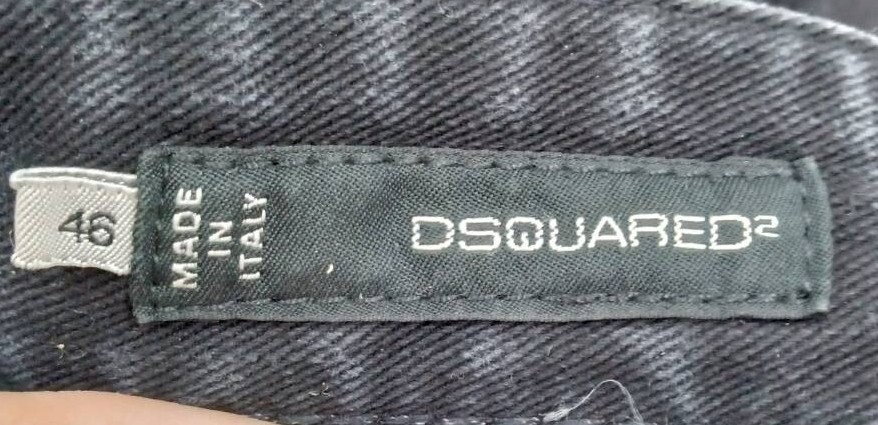 46
MADE
IN
ITALY
DSQUARED²